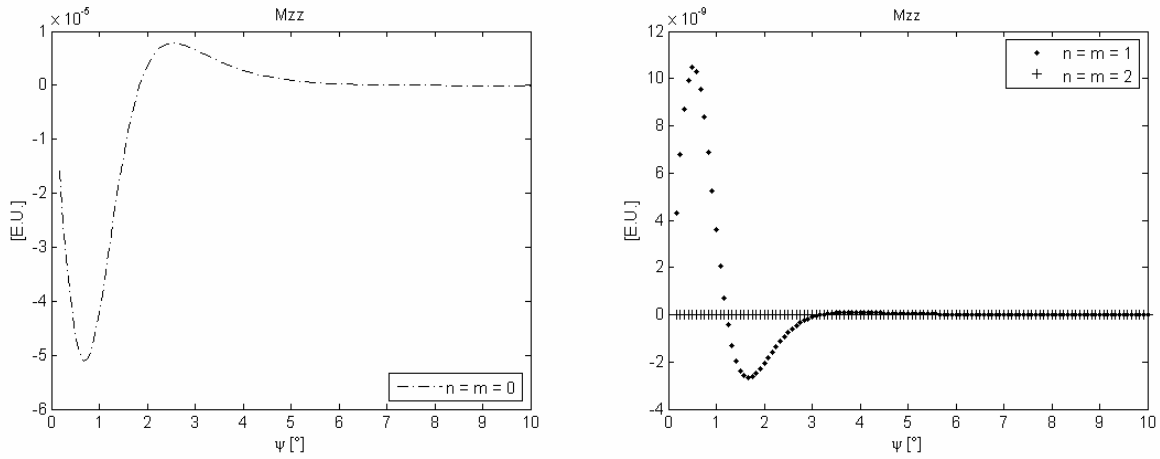 × 10⁻⁵
Mzz
1
0
-1
-2
-3
-4
-5
-6
[E.U.]
n = m = 0
0 1 2 3 4 5 6 7 8 9 10
ψ [°]
× 10⁻⁹
Mzz
12
10
8
6
4
2
0
-2
-4
[E.U.]
n = m = 1
n = m = 2
0 1 2 3 4 5 6 7 8 9 10
ψ [°]